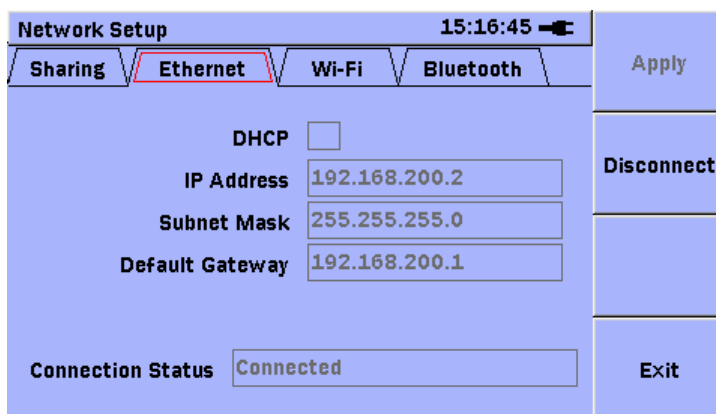 Network Setup 15:16:45
Sharing Ethernet Wi-Fi Bluetooth
Apply
DHCP
Disconnect
IP Address 192.168.200.2
Subnet Mask 255.255.255.0
Default Gateway 192.168.200.1
Connection Status Connected
Exit